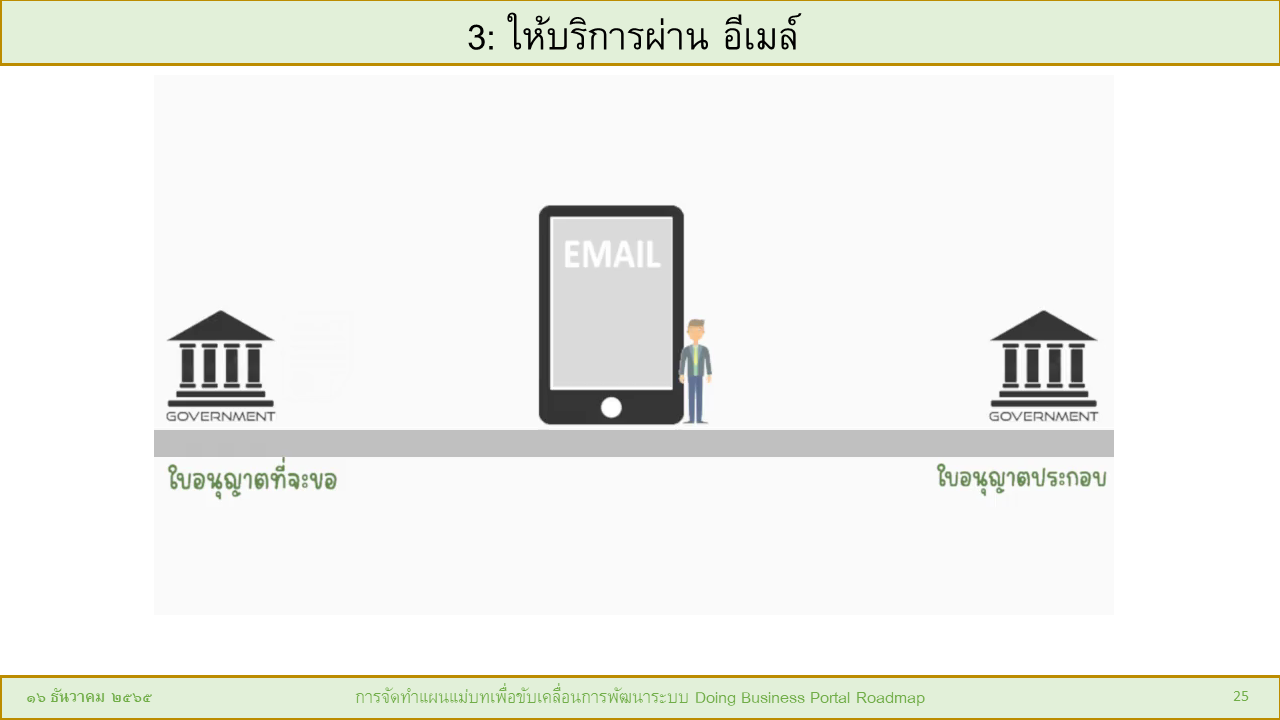 3: ให้บริการผ่าน อีเมล์
EMAIL
GOVERNMENT
GOVERNMENT
ใบอนุญาตที่จะขอ
ใบอนุญาตประกอบ
๑๖ ธันวาคม ๒๕๖๕
การจัดทำแผนแม่บทเพื่อขับเคลื่อนการพัฒนาระบบ Doing Business Portal Roadmap
25